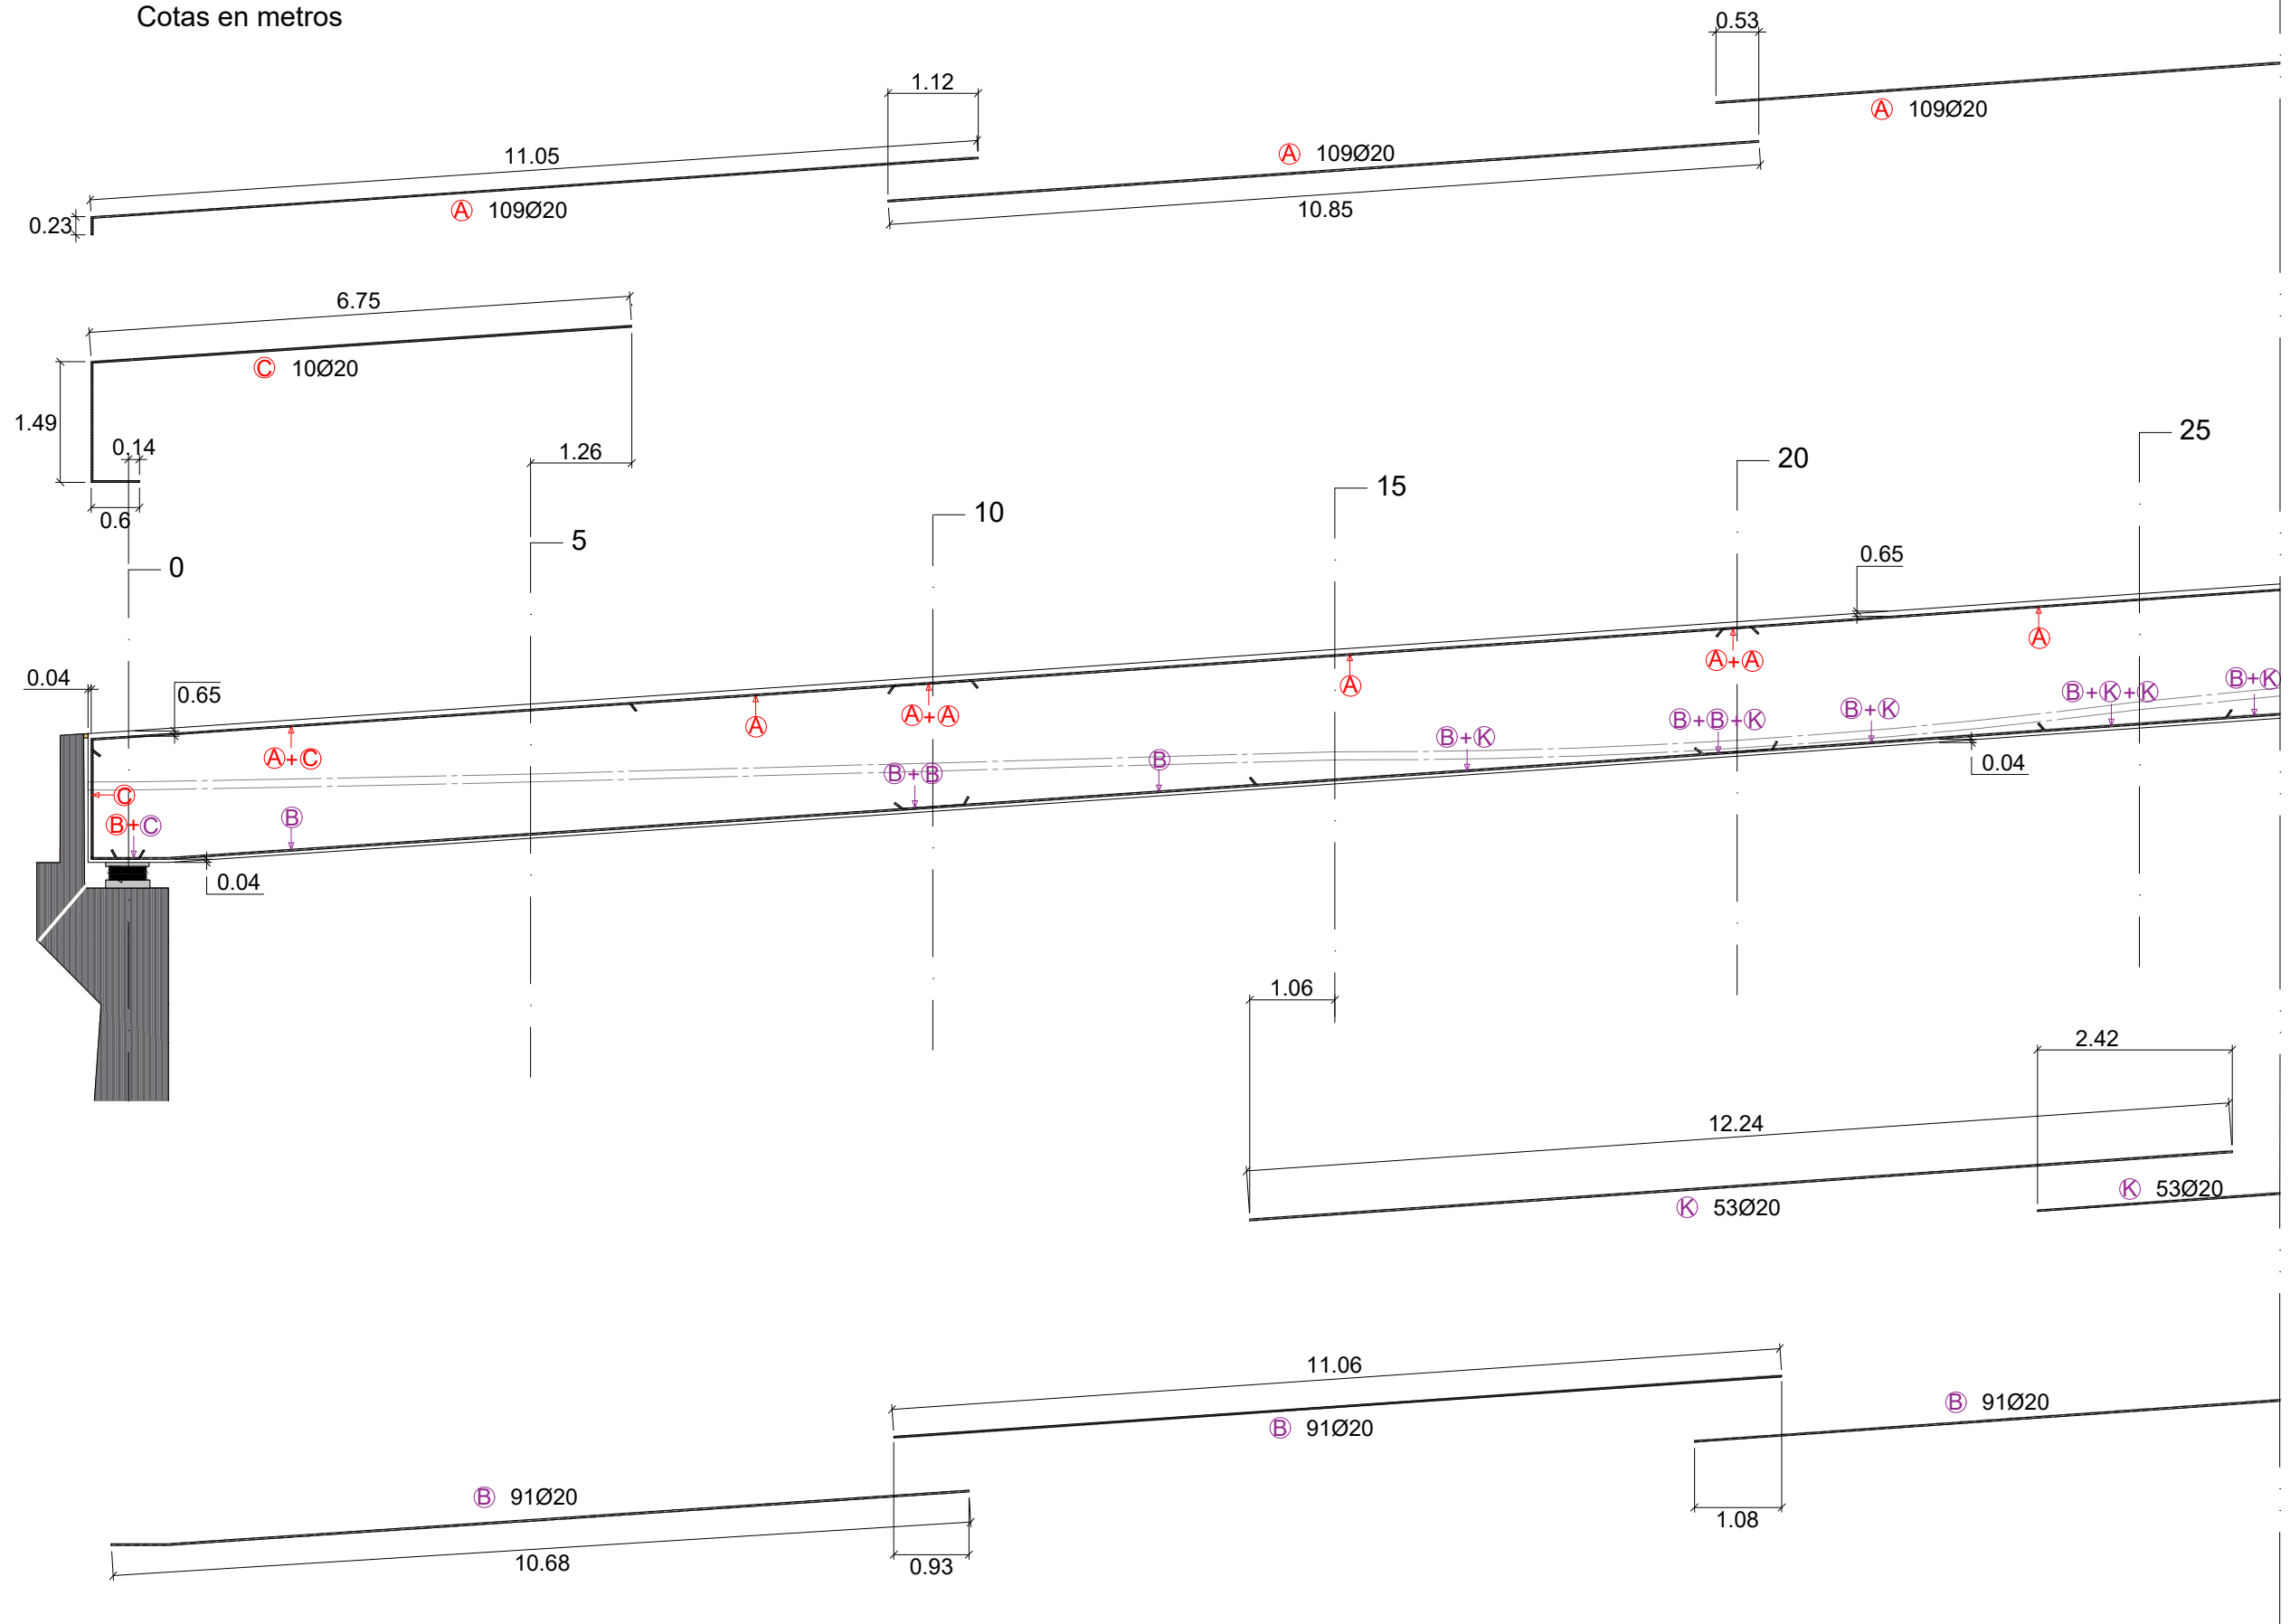 Cotas en metros
0.53
1.12
A 109Ø20
11.05
A 109Ø20
A 109Ø20
10.85
0.23
6.75
C 10Ø20
1.49
0.14
1.26
0.6
25
20
15
10
5
0
0.65
A
A+A
0.04
0.65
A
A+A
A
A+C
B+K
B+K+K
B+K
B+B+K
B+K
B
B+B
0.04
C
B
B+C
0.04
1.06
2.42
12.24
K 53Ø20
K 53Ø20
11.06
B 91Ø20
B 91Ø20
B 91Ø20
1.08
10.68
0.93